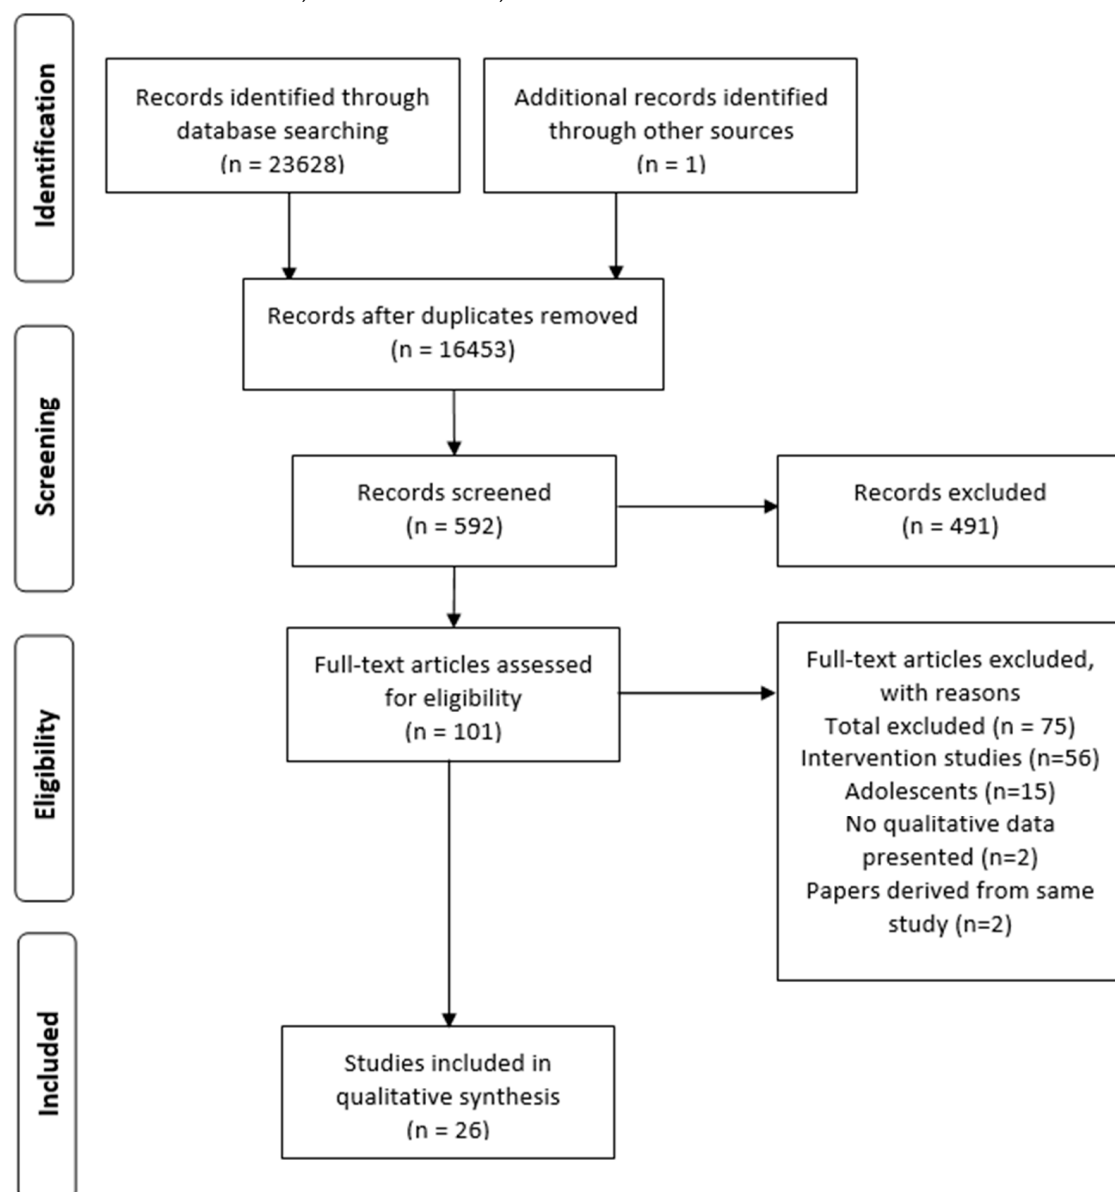 Identification
Records identified through
database searching
(n = 23628)
Additional records identified
through other sources
(n = 1)
Records after duplicates removed
(n = 16453)
Screening
Records screened
(n = 592)
Records excluded
(n = 491)
Eligibility
Full-text articles assessed
for eligibility
(n = 101)
Full-text articles excluded,
with reasons
Total excluded (n = 75)
Intervention studies (n=56)
Adolescents (n=15)
No qualitative data
presented (n=2)
Papers derived from same
study (n=2)
Included
Studies included in
qualitative synthesis
(n = 26)